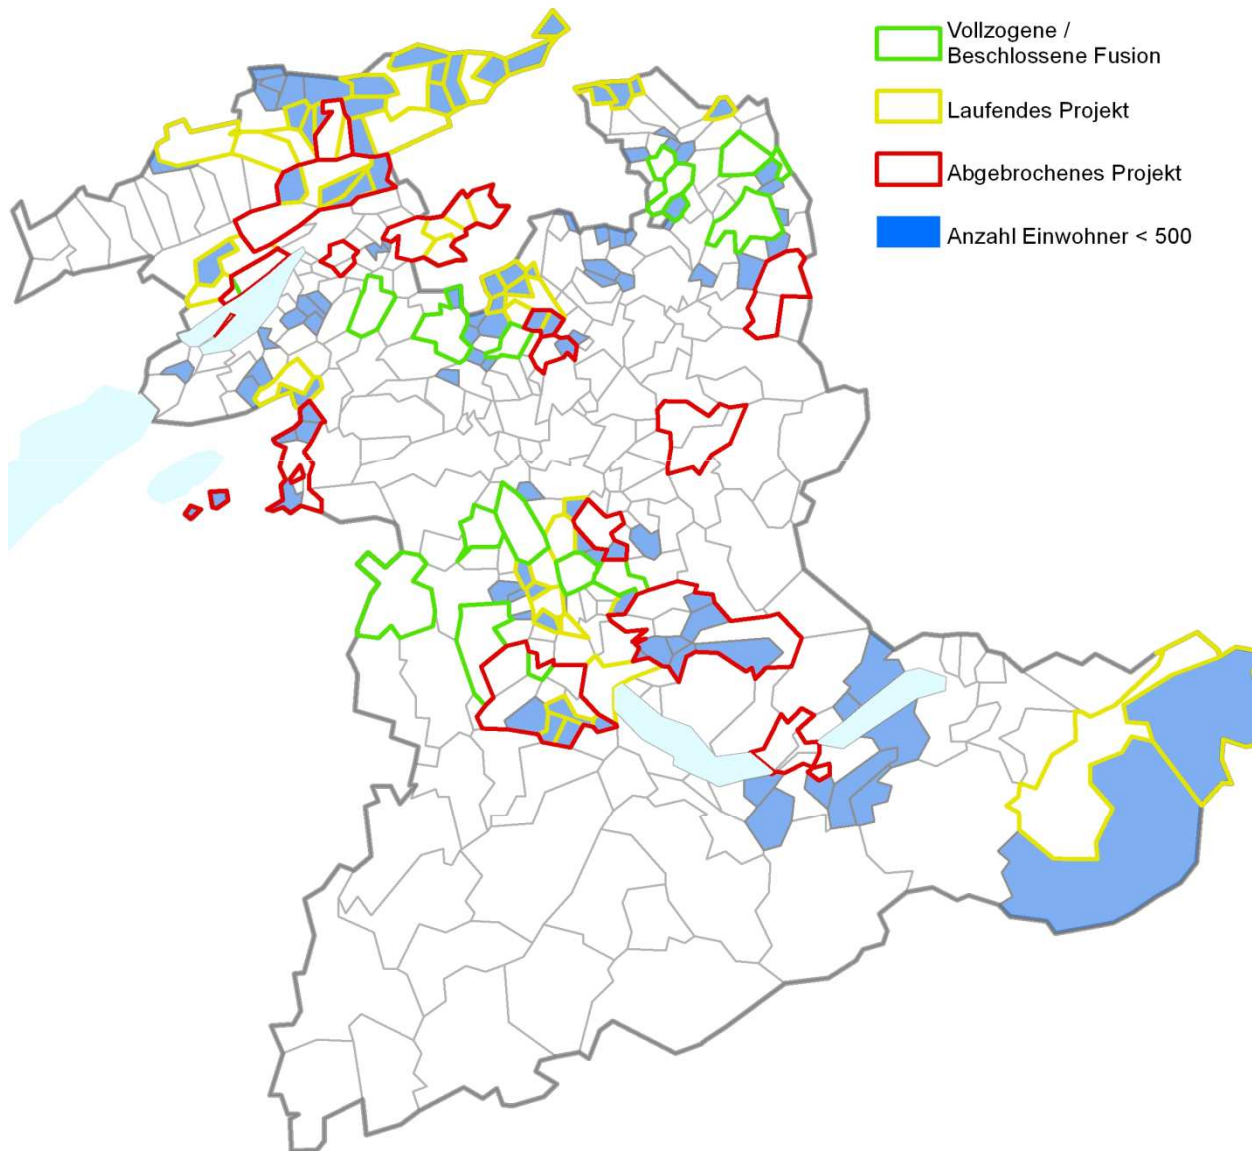 Vollzogene /
Beschlossene Fusion
Laufendes Projekt
Abgebrochenes Projekt
Anzahl Einwohner < 500